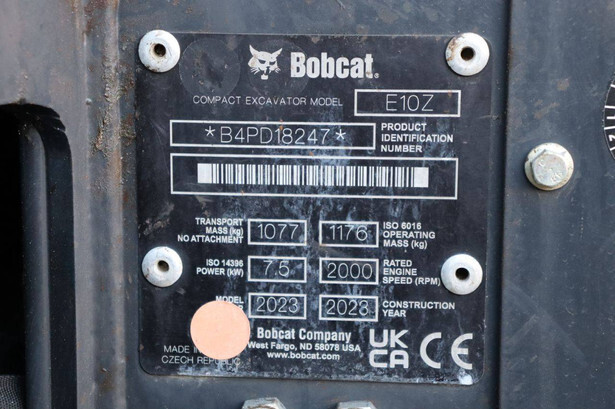 Bobcat®
COMPACT EXCAVATOR MODEL E10Z
*B4PD18247* PRODUCT
IDENTIFICATION
NUMBER
TRANSPORT
MASS (kg)
NO ATTACHMENT 1077 1176 ISO 6016
OPERATING
MASS (kg)
ISO 14396
POWER (kW) 7.5 2000 RATED
ENGINE
SPEED (RPM)
MODEL
2023 2023 CONSTRUCTION
YEAR
Bobcat Company
West Fargo, ND 58078 USA
www.bobcat.com
MADE IN
CZECH
UK
CA CE